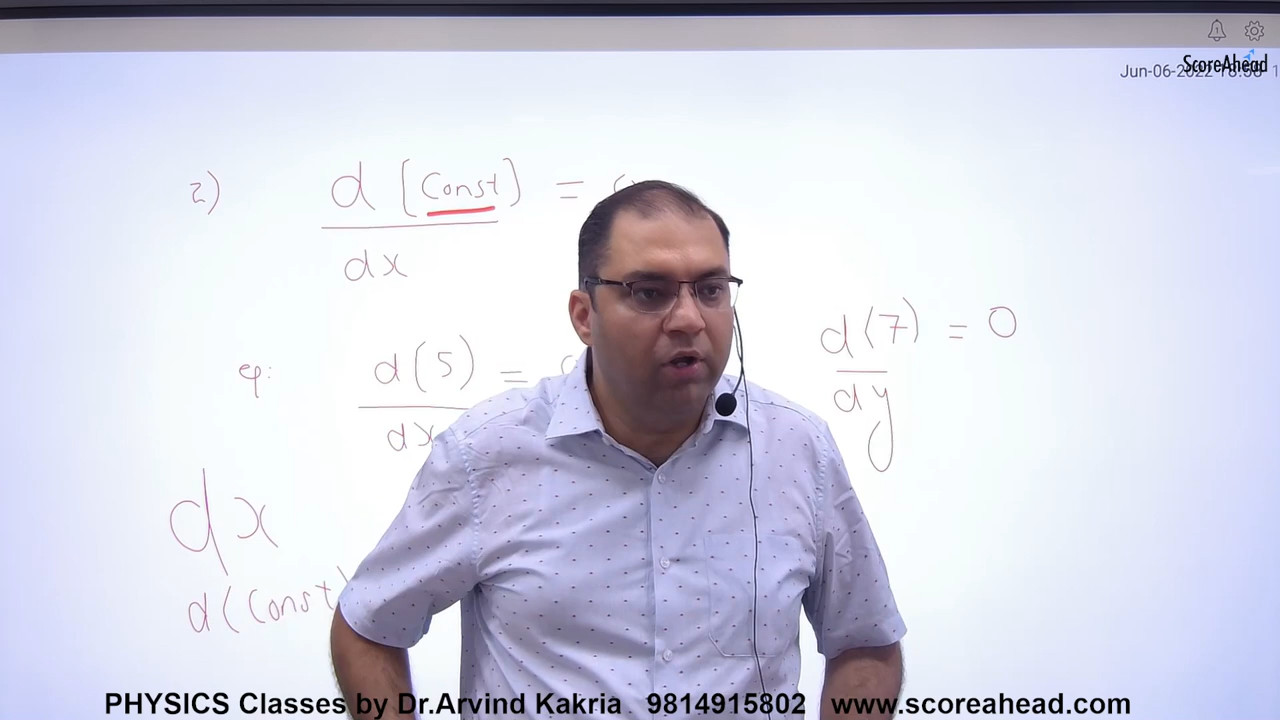 ScoreAhead
Jun-06-2022
2) d [Const] =
dx
eg: d(5) =
dx
d(7) = 0
dy
dx
d(Const)
PHYSICS Classes by Dr.Arvind Kakria 9814915802 www.scoreahead.com